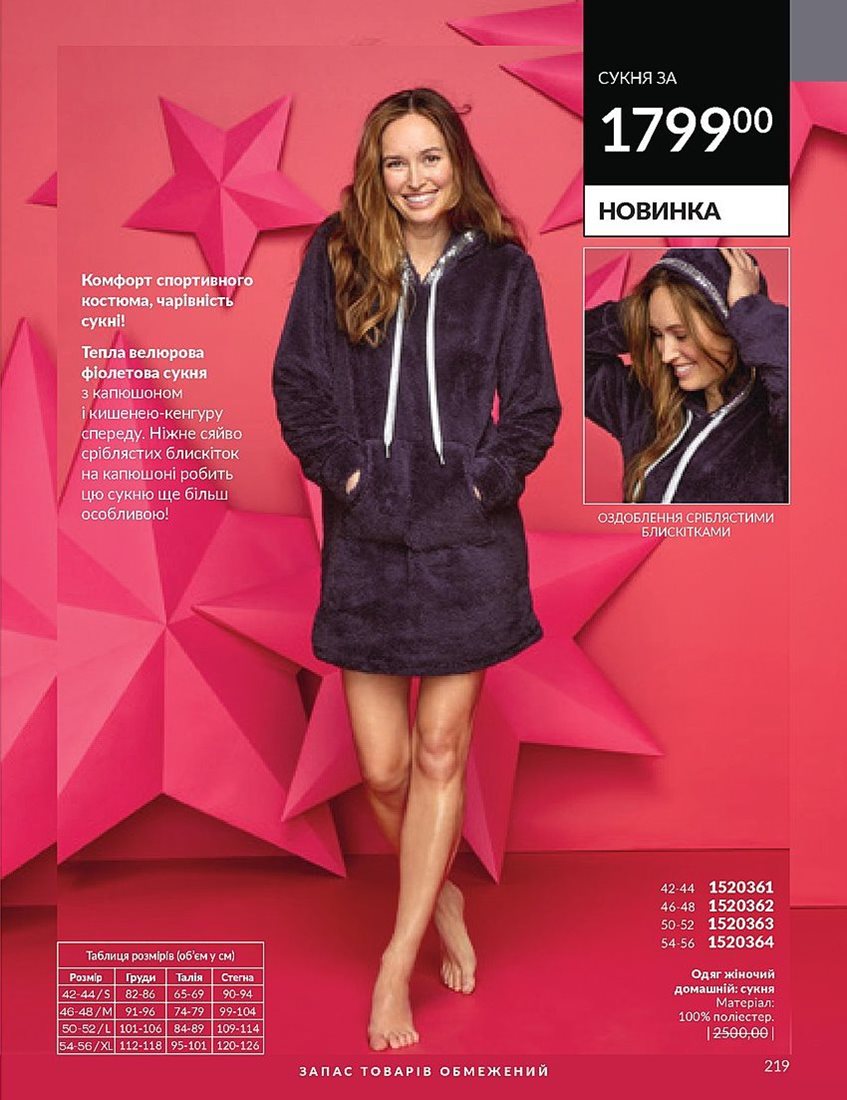 СУКНЯ ЗА
1799⁰⁰
НОВИНКА
Комфорт спортивного
костюма, чарівність
сукні!
Тепла велюрова
фіолетова сукня
з капюшоном
і кишенею-кенгуру
спереду. Ніжне сяйво
сріблястих блискіток
на капюшоні робить
цю сукню ще більш
особливою!
ОЗДОБЛЕННЯ СРІБЛЯСТИМИ
БЛИСКІТКАМИ
42-44 1520361
46-48 1520362
50-52 1520363
54-56 1520364
Одяг жіночий
домашній: сукня
Матеріал:
100% поліестер.
| 2500,00 |
Таблиця розмірів (об'єм у см)
Розмір Груди Талія Стегна
42-44/S 82-86 65-69 90-94
46-48/M 91-96 74-79 99-104
50-52/L 101-106 84-89 109-114
54-56/XL 112-118 95-101 120-126
ЗАПАС ТОВАРІВ ОБМЕЖЕНИЙ
219